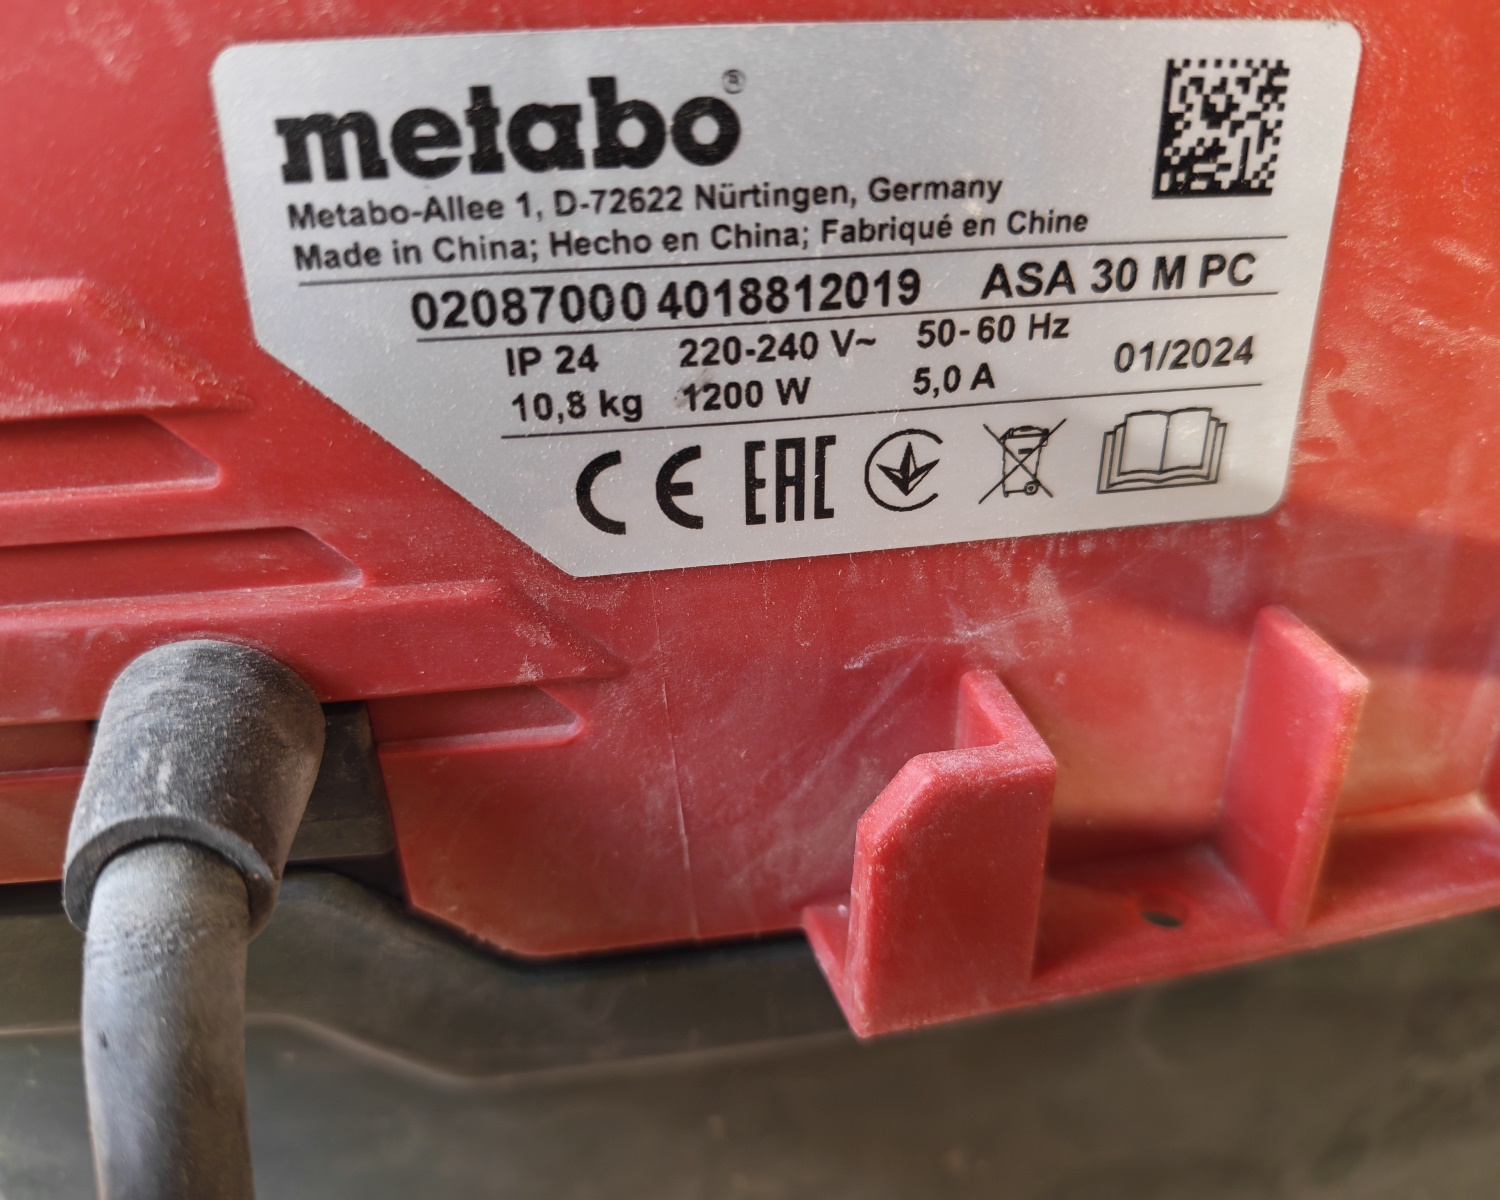 metabo®
Metabo-Allee 1, D-72622 Nürtingen, Germany
Made in China; Hecho en China; Fabriqué en Chine
02087000 4018812019 ASA 30 M PC
IP 24 220-240 V~ 50-60 Hz
10,8 kg 1200 W 5,0 A 01/2024
CE EAC